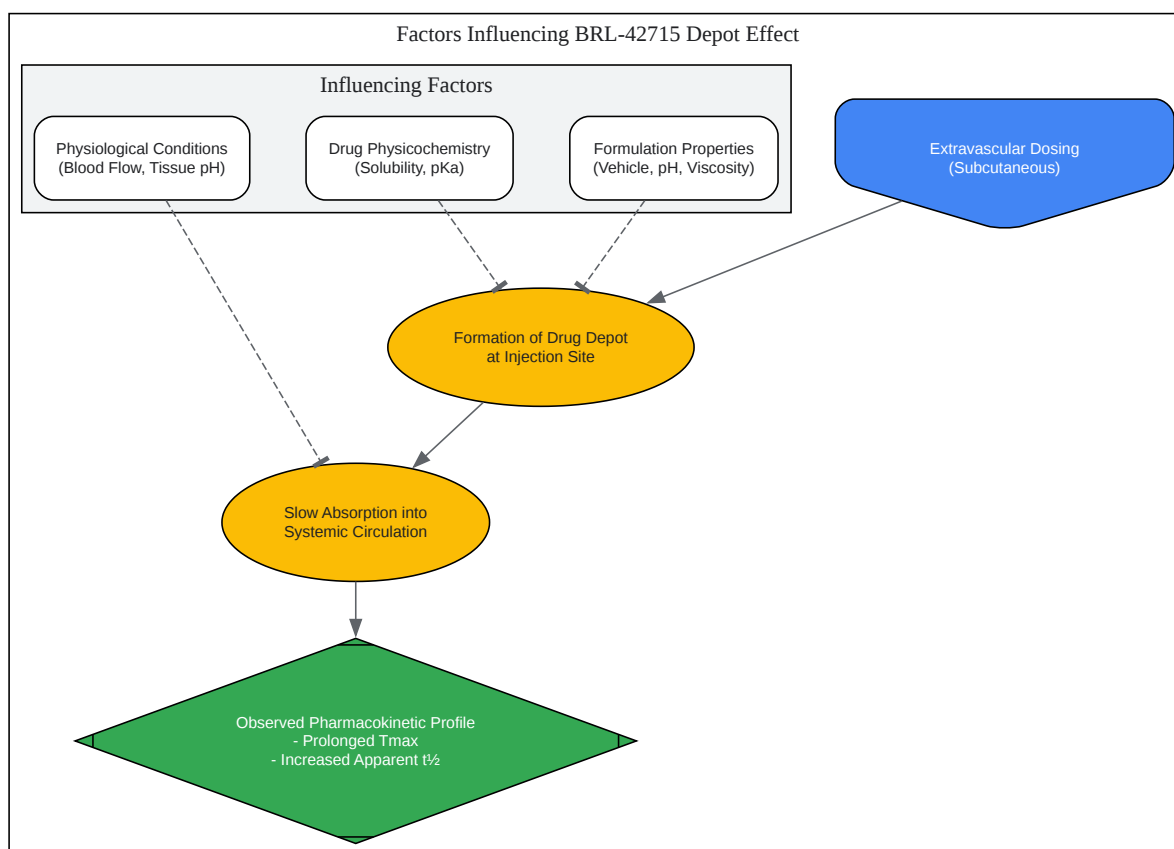 Factors Influencing BRL-42715 Depot Effect
Influencing Factors
Physiological Conditions
(Blood Flow, Tissue pH)
Drug Physicochemistry
(Solubility, pKa)
Formulation Properties
(Vehicle, pH, Viscosity)
Extravascular Dosing
(Subcutaneous)
Formation of Drug Depot
at Injection Site
Slow Absorption into
Systemic Circulation
Observed Pharmacokinetic Profile
- Prolonged Tmax
- Increased Apparent t½